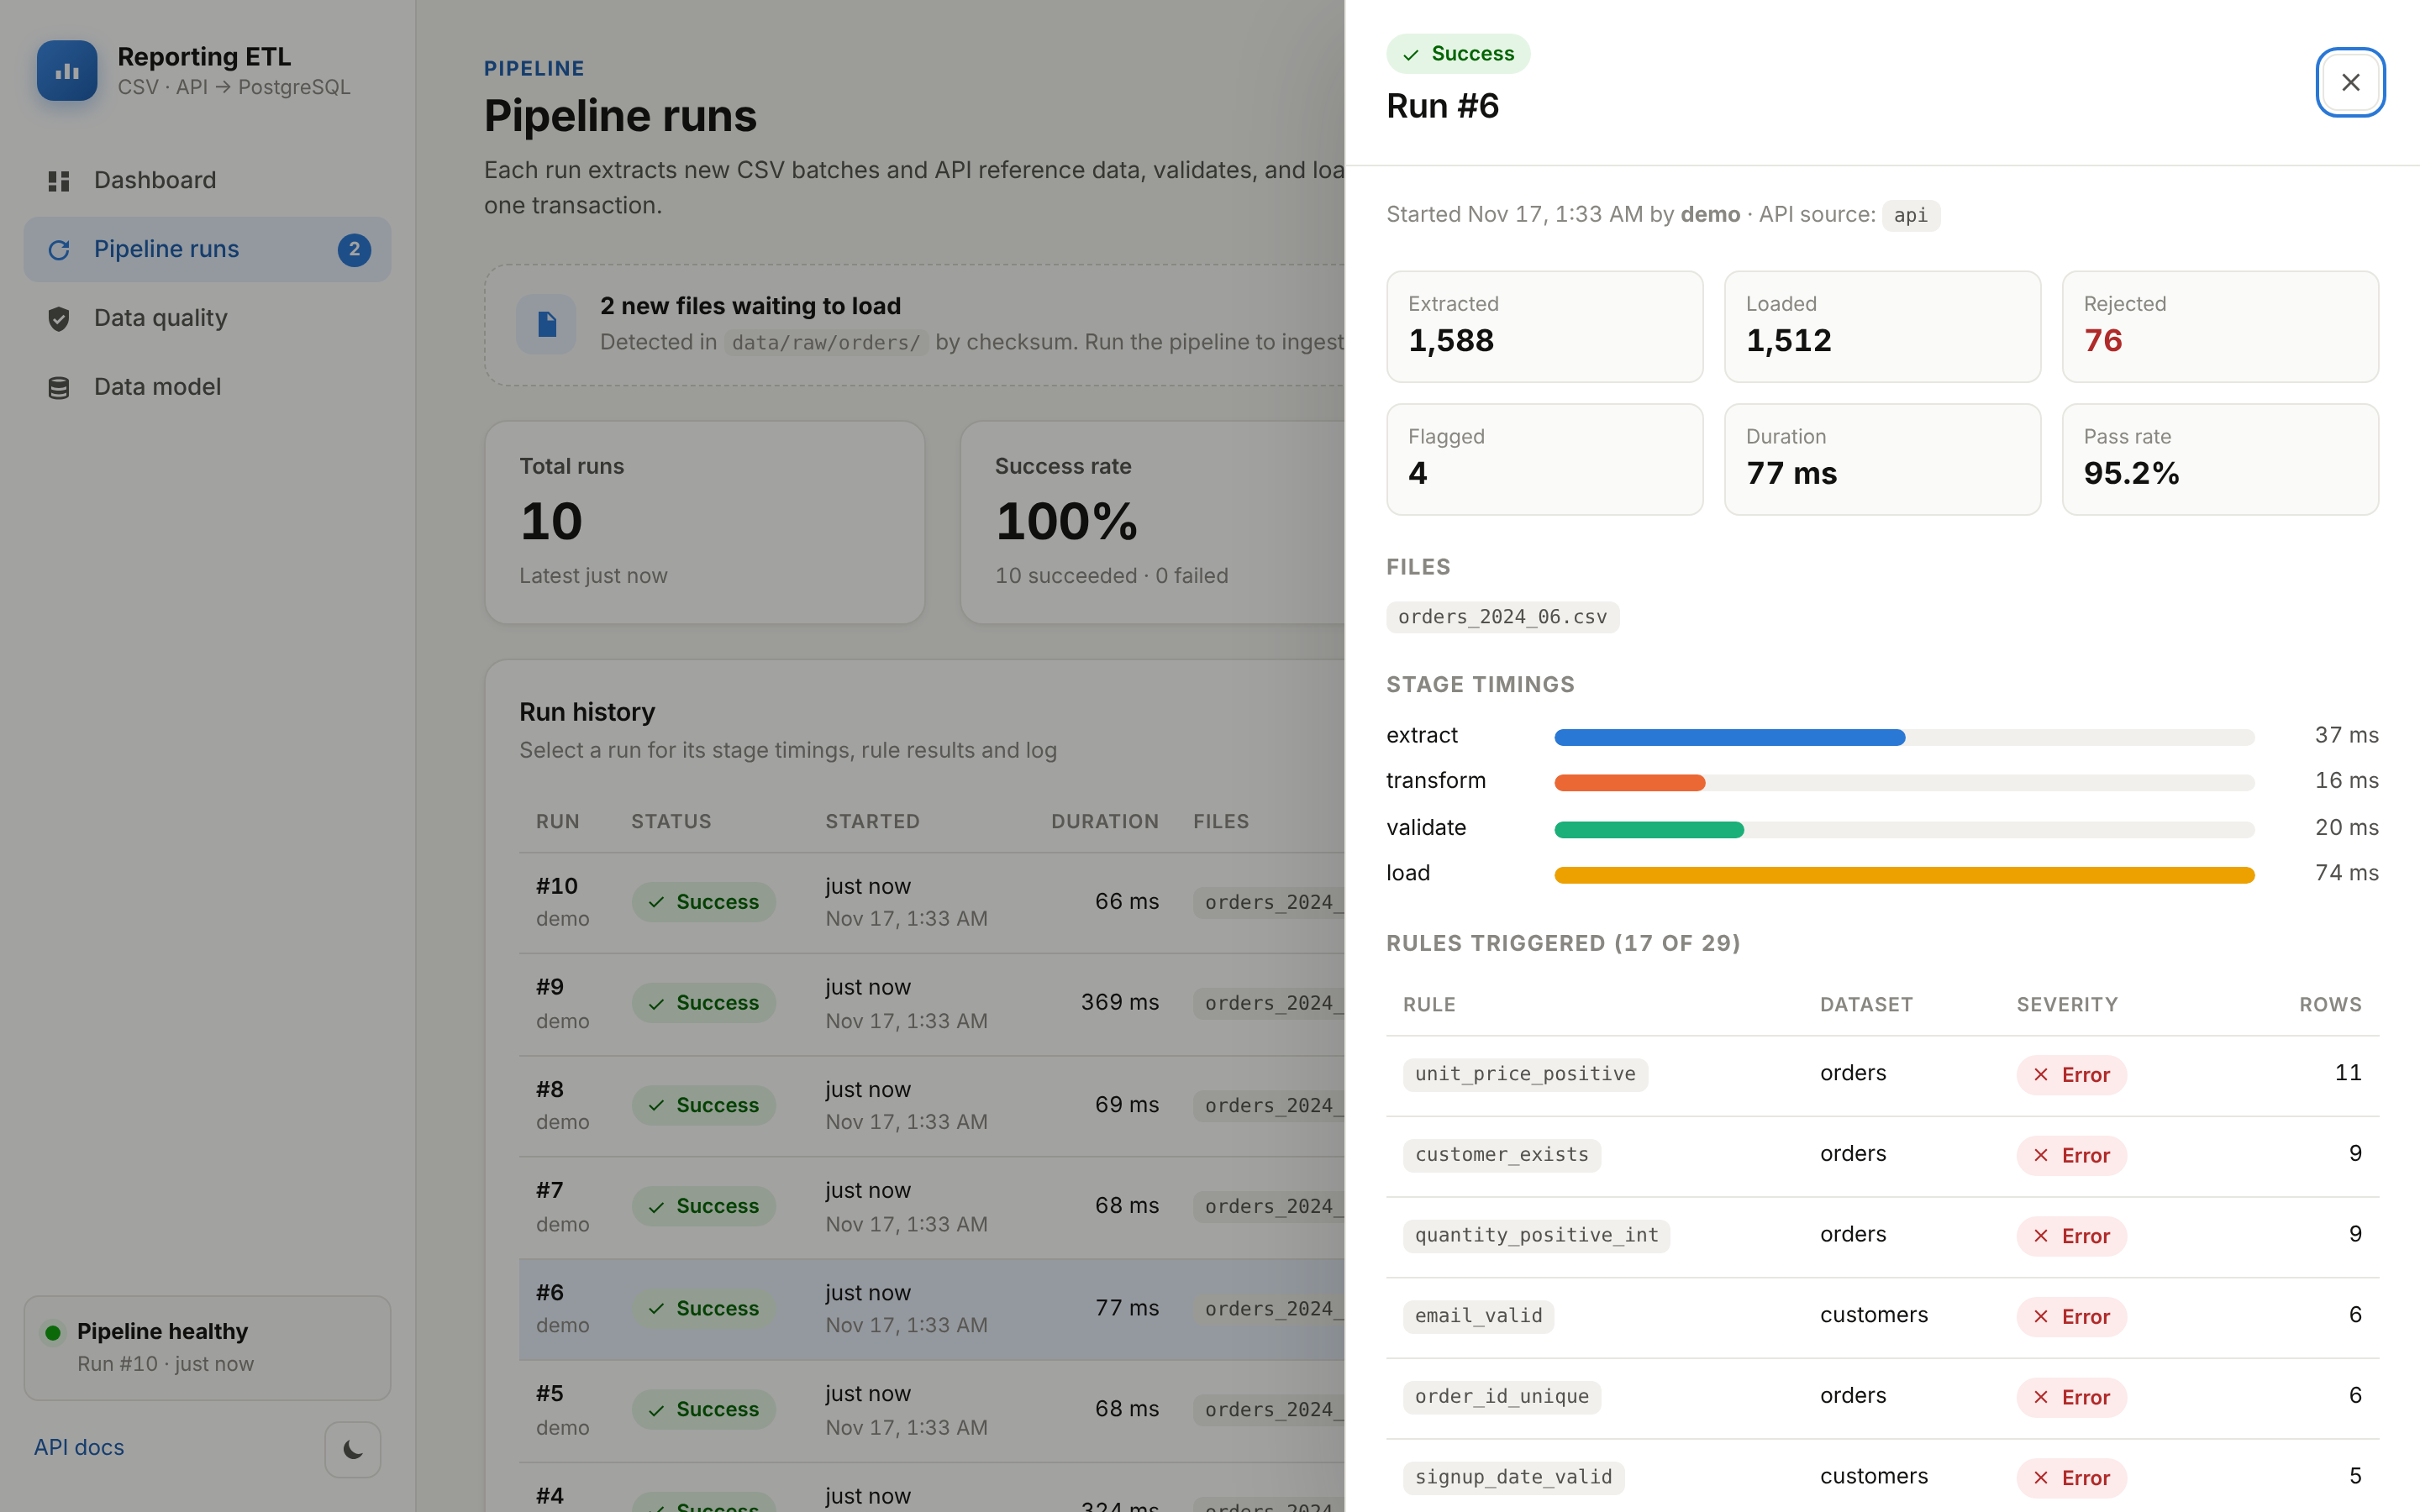 Reporting ETL
CSV · API → PostgreSQL
Dashboard
Pipeline runs 2
Data quality
Data model
Pipeline healthy
Run #10 · just now
API docs
PIPELINE
Pipeline runs
Each run extracts new CSV batches and API reference data, validates, and loa
one transaction.
2 new files waiting to load
Detected in data/raw/orders/ by checksum. Run the pipeline to ingest
Total runs
10
Latest just now
Success rate
100%
10 succeeded · 0 failed
Run history
Select a run for its stage timings, rule results and log
RUN STATUS STARTED DURATION FILES
#10 Success just now 66 ms orders_2024_
demo Nov 17, 1:33 AM
#9 Success just now 369 ms orders_2024_
demo Nov 17, 1:33 AM
#8 Success just now 69 ms orders_2024_
demo Nov 17, 1:33 AM
#7 Success just now 68 ms orders_2024_
demo Nov 17, 1:33 AM
#6 Success just now 77 ms orders_2024_
demo Nov 17, 1:33 AM
#5 Success just now 68 ms orders_2024_
demo Nov 17, 1:33 AM
#4 Success just now 324 ms orders_2024_
Success
Run #6
Started Nov 17, 1:33 AM by demo · API source: api
Extracted
1,588
Loaded
1,512
Rejected
76
Flagged
4
Duration
77 ms
Pass rate
95.2%
FILES
orders_2024_06.csv
STAGE TIMINGS
extract 37 ms
transform 16 ms
validate 20 ms
load 74 ms
RULES TRIGGERED (17 OF 29)
RULE DATASET SEVERITY ROWS
unit_price_positive orders Error 11
customer_exists orders Error 9
quantity_positive_int orders Error 9
email_valid customers Error 6
order_id_unique orders Error 6
signup_date_valid customers Error 5